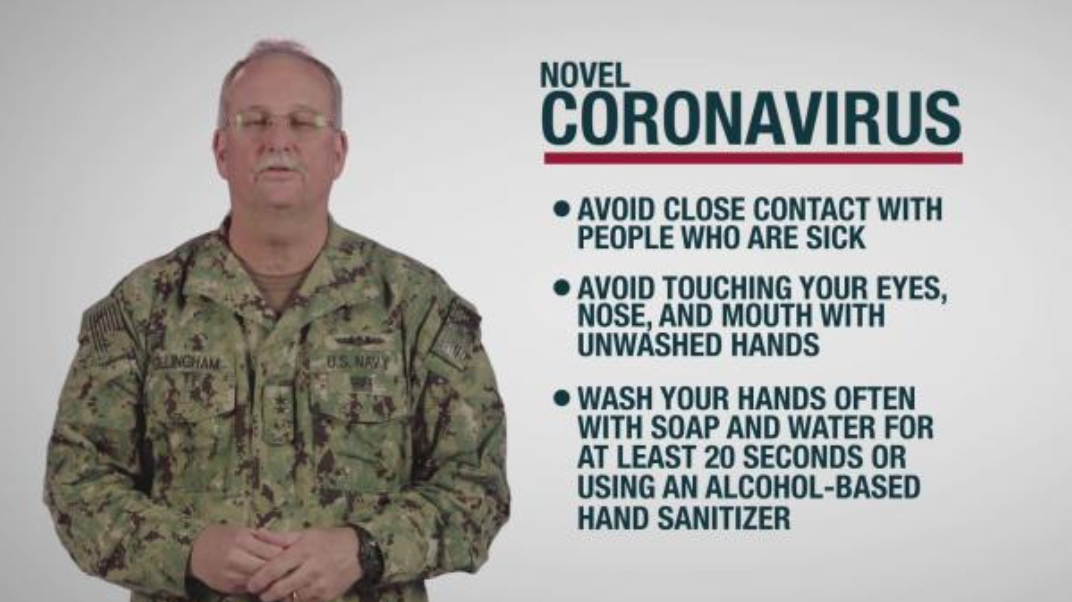 NOVEL
CORONAVIRUS
• AVOID CLOSE CONTACT WITH
PEOPLE WHO ARE SICK
• AVOID TOUCHING YOUR EYES,
NOSE, AND MOUTH WITH
UNWASHED HANDS
• WASH YOUR HANDS OFTEN
WITH SOAP AND WATER FOR
AT LEAST 20 SECONDS OR
USING AN ALCOHOL-BASED
HAND SANITIZER
U.S. NAVY